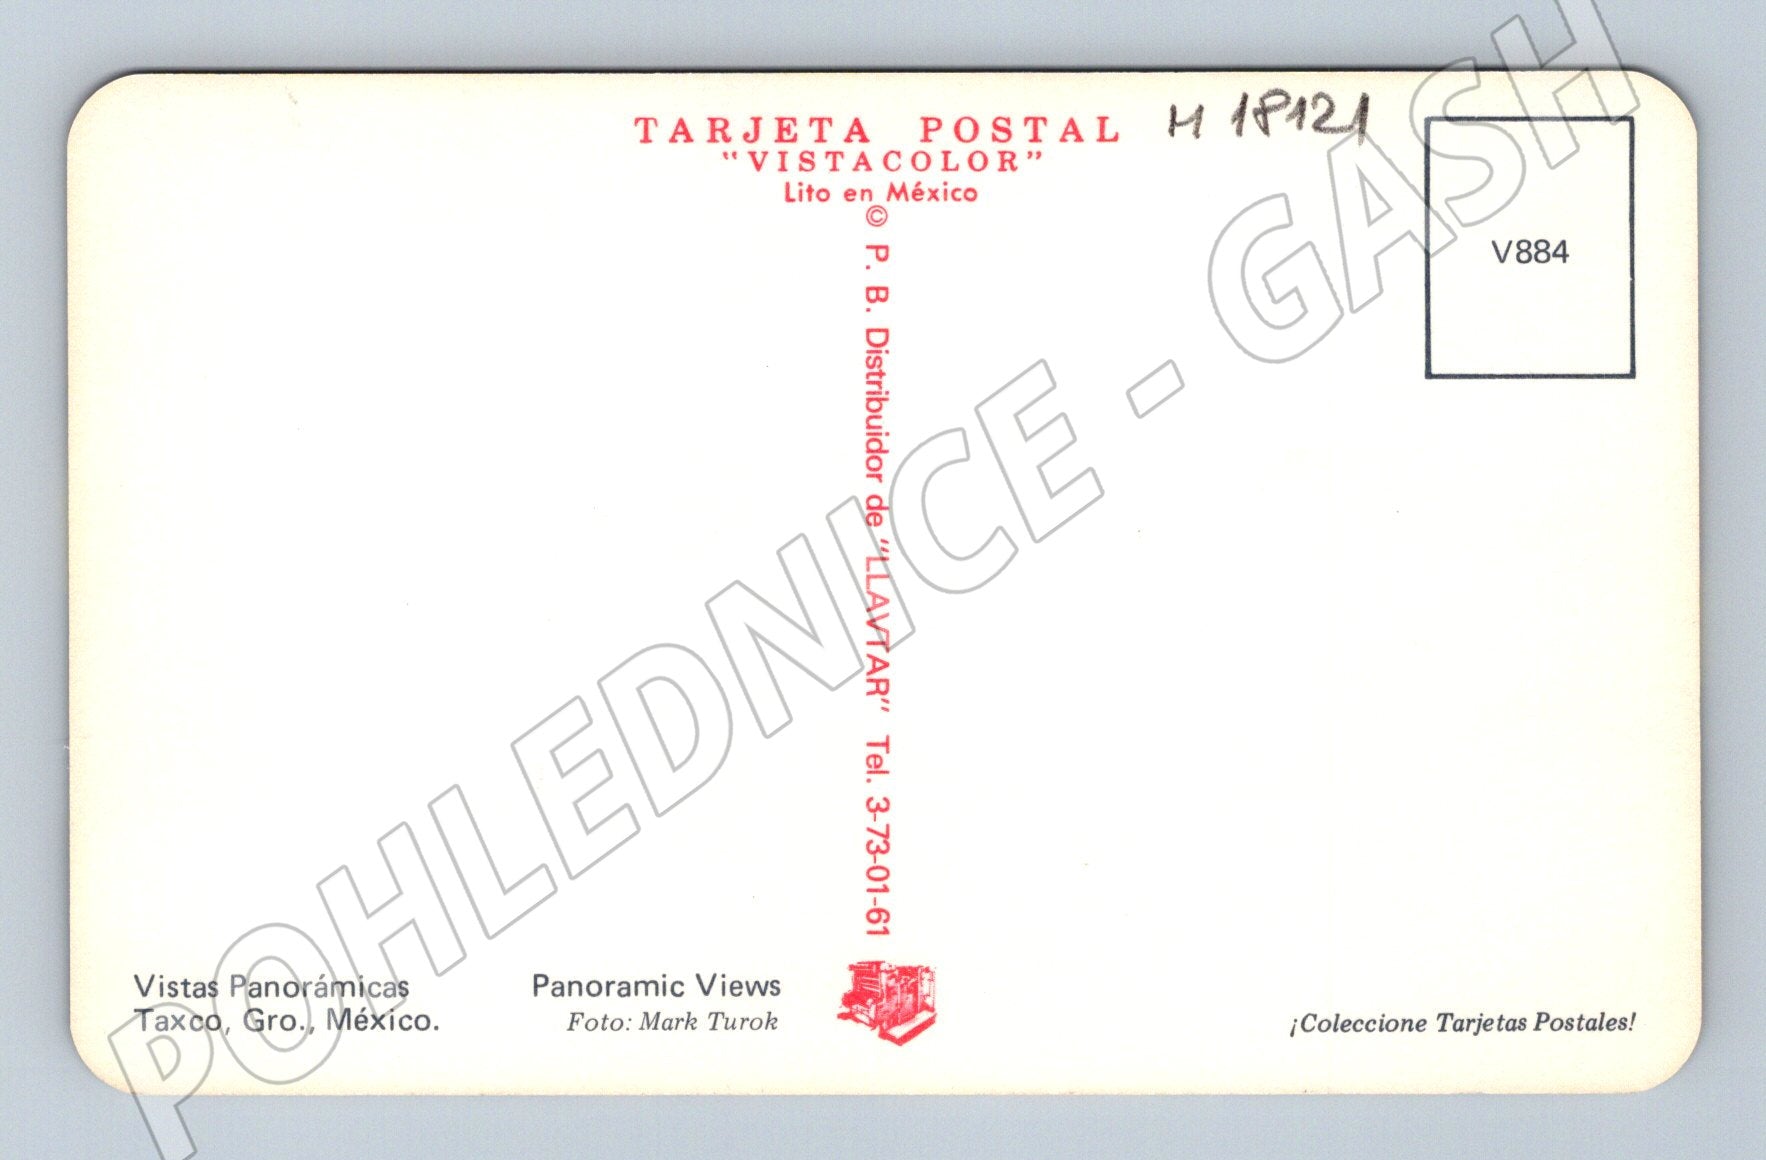 TARJETA POSTAL
"VISTACOLOR"
Lito en México
© P. B. Distribuidor de "LLAVTAR" Tel. 3-73-01-61
M 18121
V884
Vistas Panorámicas
Taxco, Gro., México.
Panoramic Views
Foto: Mark Turok
¡Coleccione Tarjetas Postales!
POHLEDNICE - GASH